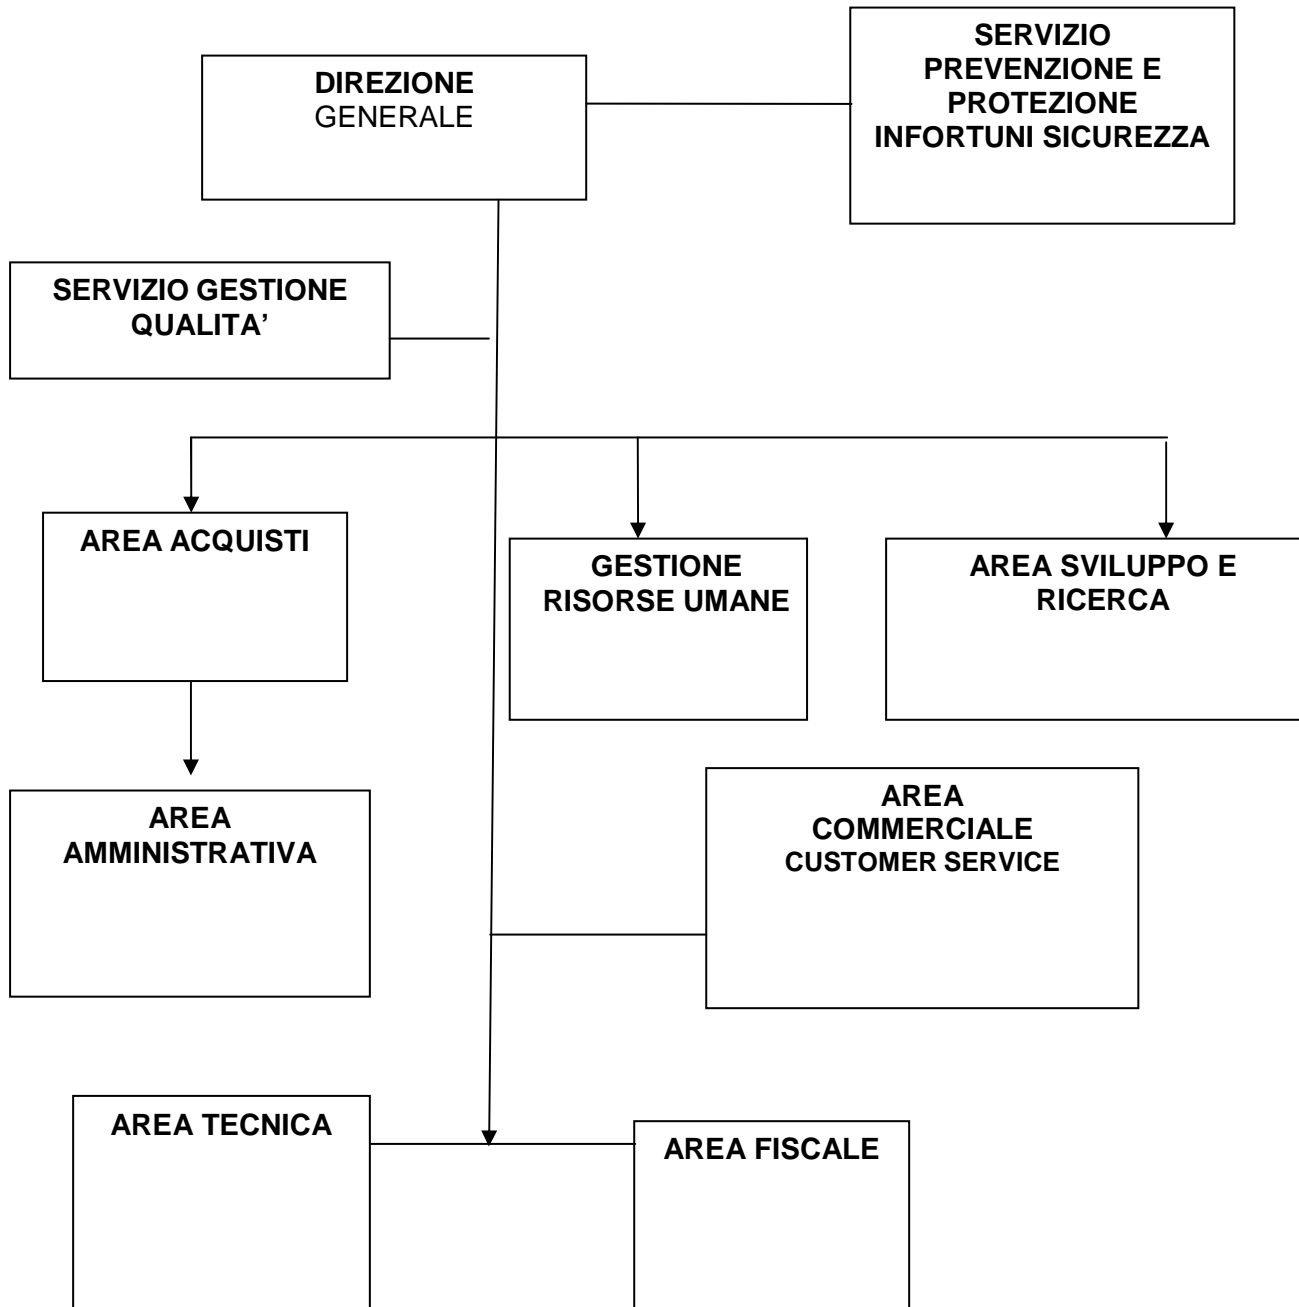 DIREZIONE
GENERALE
SERVIZIO
PREVENZIONE E
PROTEZIONE
INFORTUNI SICUREZZA
SERVIZIO GESTIONE
QUALITA’
AREA ACQUISTI
GESTIONE
RISORSE UMANE
AREA SVILUPPO E
RICERCA
AREA
AMMINISTRATIVA
AREA
COMMERCIALE
CUSTOMER SERVICE
AREA TECNICA
AREA FISCALE